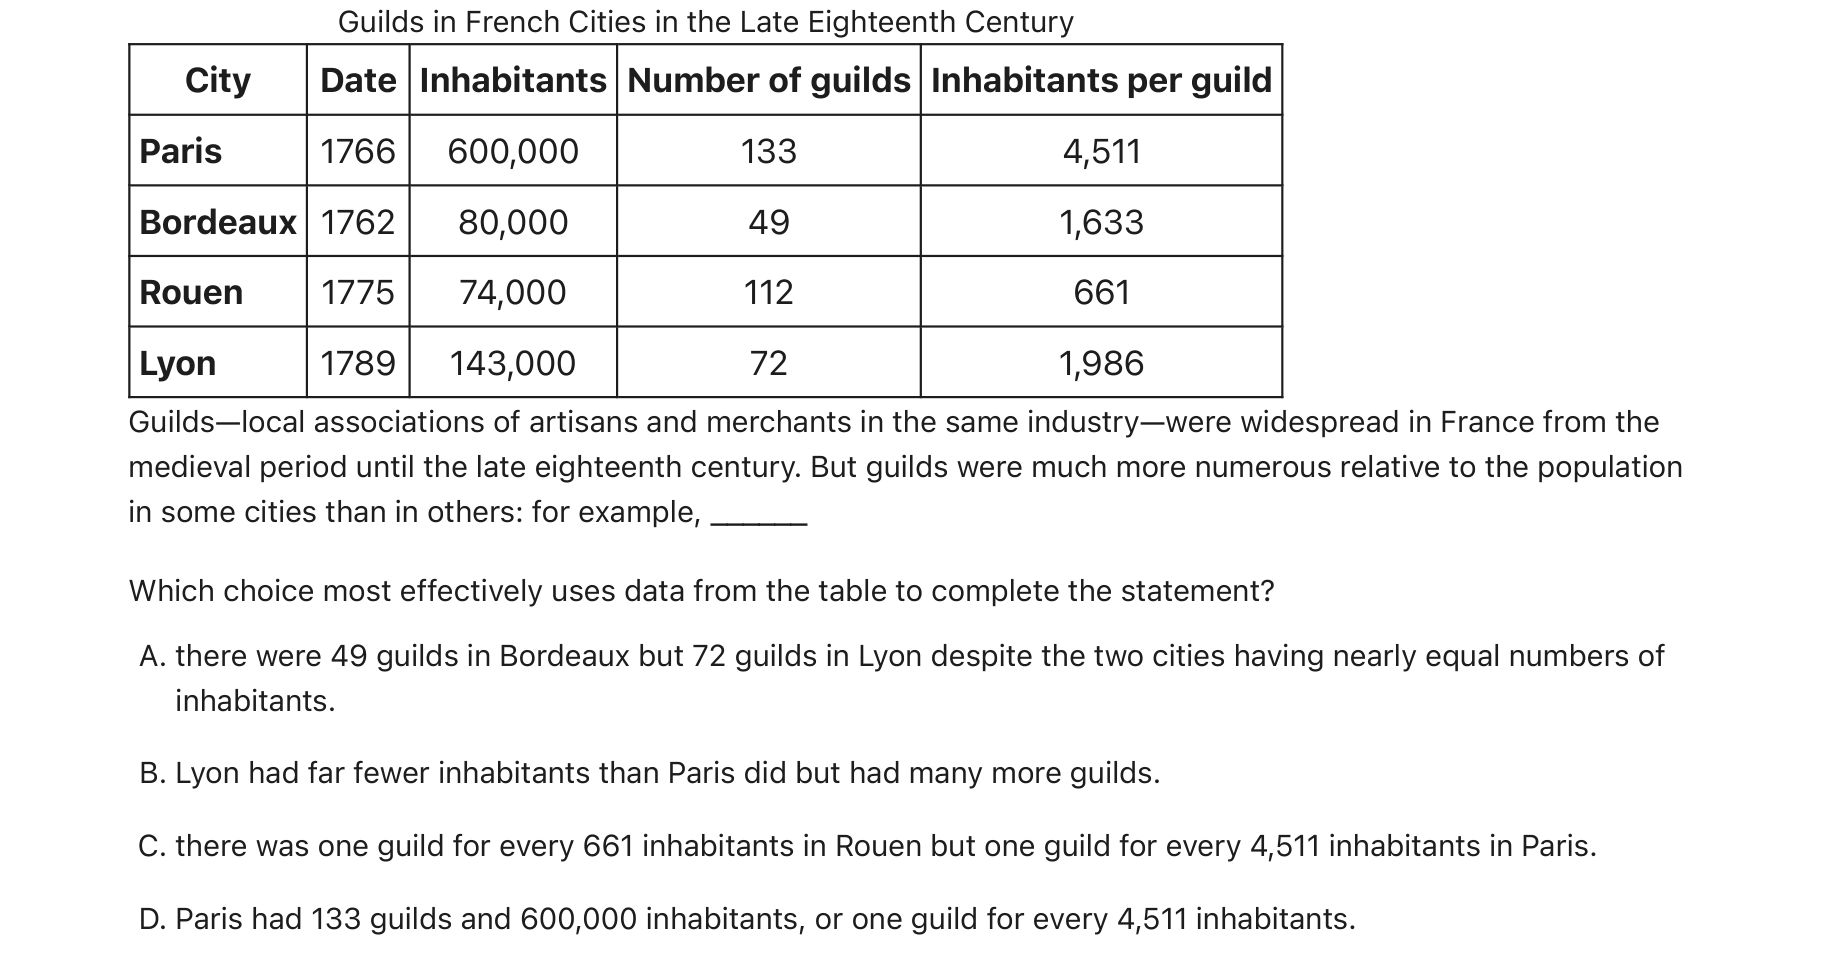 Guilds in French Cities in the Late Eighteenth Century
City Date Inhabitants Number of guilds Inhabitants per guild
Paris 1766 600,000 133 4,511
Bordeaux 1762 80,000 49 1,633
Rouen 1775 74,000 112 661
Lyon 1789 143,000 72 1,986
Guilds—local associations of artisans and merchants in the same industry—were widespread in France from the
medieval period until the late eighteenth century. But guilds were much more numerous relative to the population
in some cities than in others: for example, ______
Which choice most effectively uses data from the table to complete the statement?
A. there were 49 guilds in Bordeaux but 72 guilds in Lyon despite the two cities having nearly equal numbers of
inhabitants.
B. Lyon had far fewer inhabitants than Paris did but had many more guilds.
C. there was one guild for every 661 inhabitants in Rouen but one guild for every 4,511 inhabitants in Paris.
D. Paris had 133 guilds and 600,000 inhabitants, or one guild for every 4,511 inhabitants.